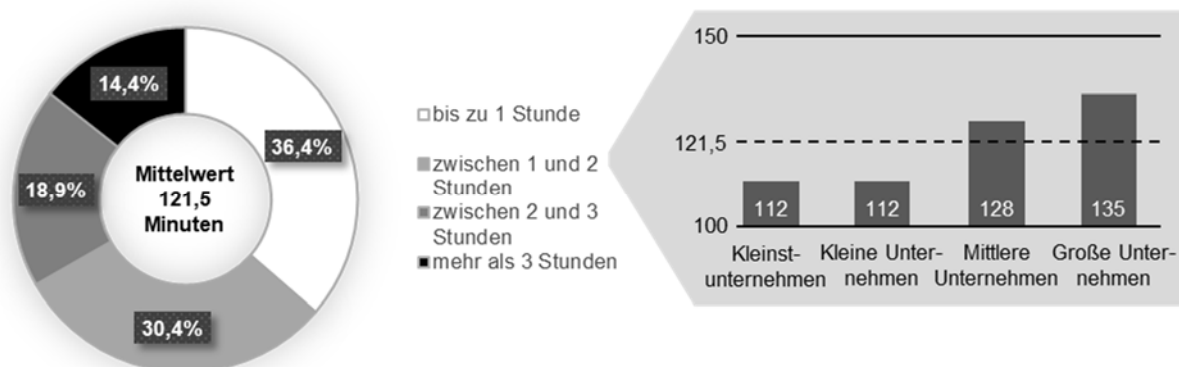 14,4%
36,4%
18,9%
30,4%
Mittelwert
121,5
Minuten
bis zu 1 Stunde
zwischen 1 und 2
Stunden
zwischen 2 und 3
Stunden
mehr als 3 Stunden
150
121,5
100
112
112
128
135
Kleinst-
unternehmen
Kleine Unter-
nehmen
Mittlere
Unternehmen
Große Unter-
nehmen